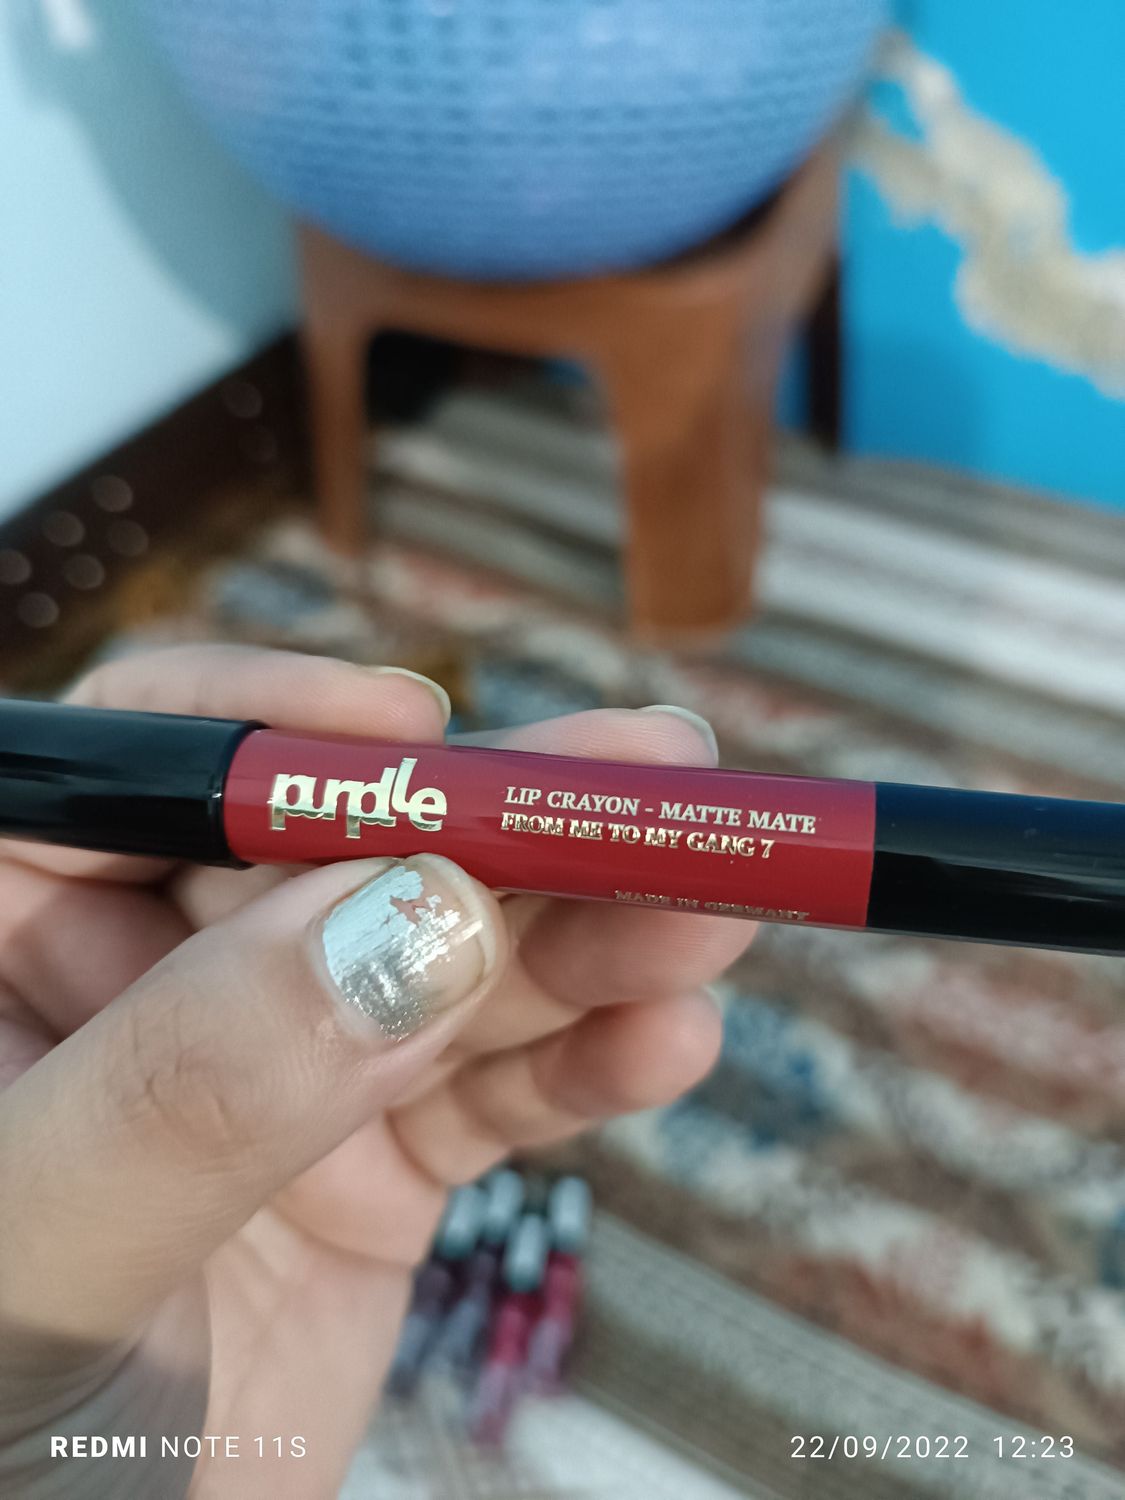 purplle
LIP CRAYON - MATTE MATE
FROM ME TO MY GANG 7
MADE IN GERMANY
REDMI NOTE 11S
22/09/2022 12:23